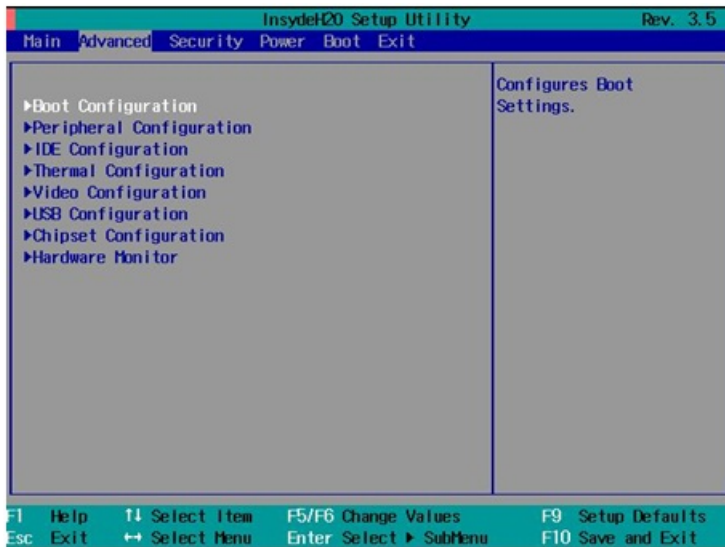 InsydeH2O Setup Utility Rev. 3.5
Main Advanced Security Power Boot Exit
▶Boot Configuration
▶Peripheral Configuration
▶IDE Configuration
▶Thermal Configuration
▶Video Configuration
▶USB Configuration
▶Chipset Configuration
▶Hardware Monitor
Configures Boot
Settings.
F1 Help ↑↓ Select Item F5/F6 Change Values F9 Setup Defaults
Esc Exit ↔ Select Menu Enter Select ▶ SubMenu F10 Save and Exit